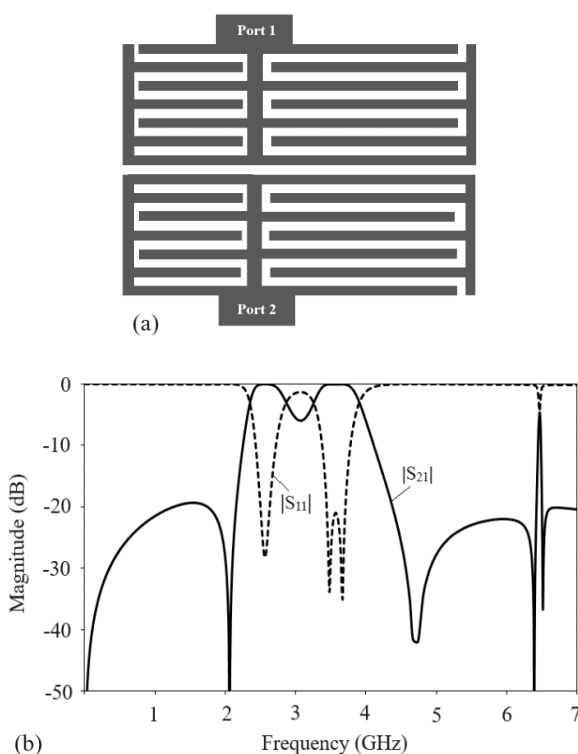 Port 1
Port 2
(a)
0
-10
-20
-30
-40
-50
Magnitude (dB)
|S11|
|S21|
1 2 3 4 5 6 7
Frequency (GHz)
(b)